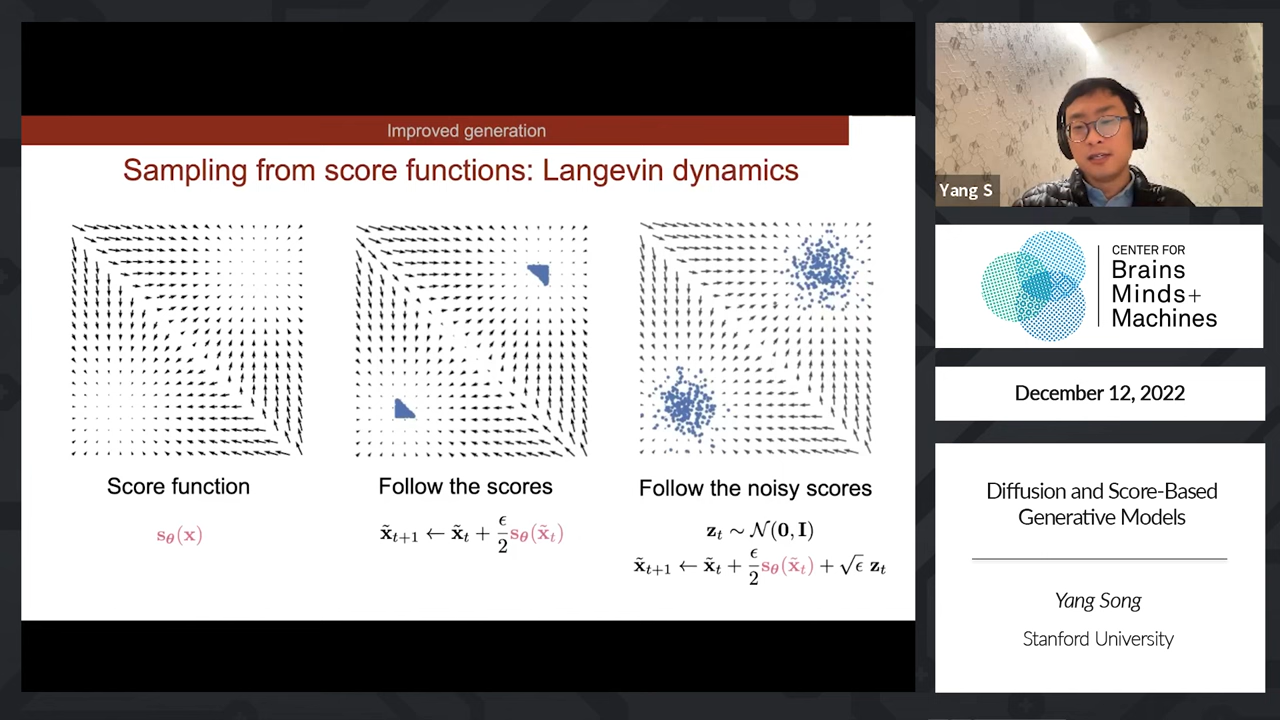 Improved generation
Sampling from score functions: Langevin dynamics
Score function
Follow the scores
Follow the noisy scores
s_θ(x)
x̃_{t+1} ← x̃_t + ϵ/2 s_θ(x̃_t)
z_t ∼ 𝒩(0, I)
x̃_{t+1} ← x̃_t + ϵ/2 s_θ(x̃_t) + √ϵ z_t
Yang S
CENTER FOR
Brains
Minds+
Machines
December 12, 2022
Diffusion and Score-Based
Generative Models
Yang Song
Stanford University